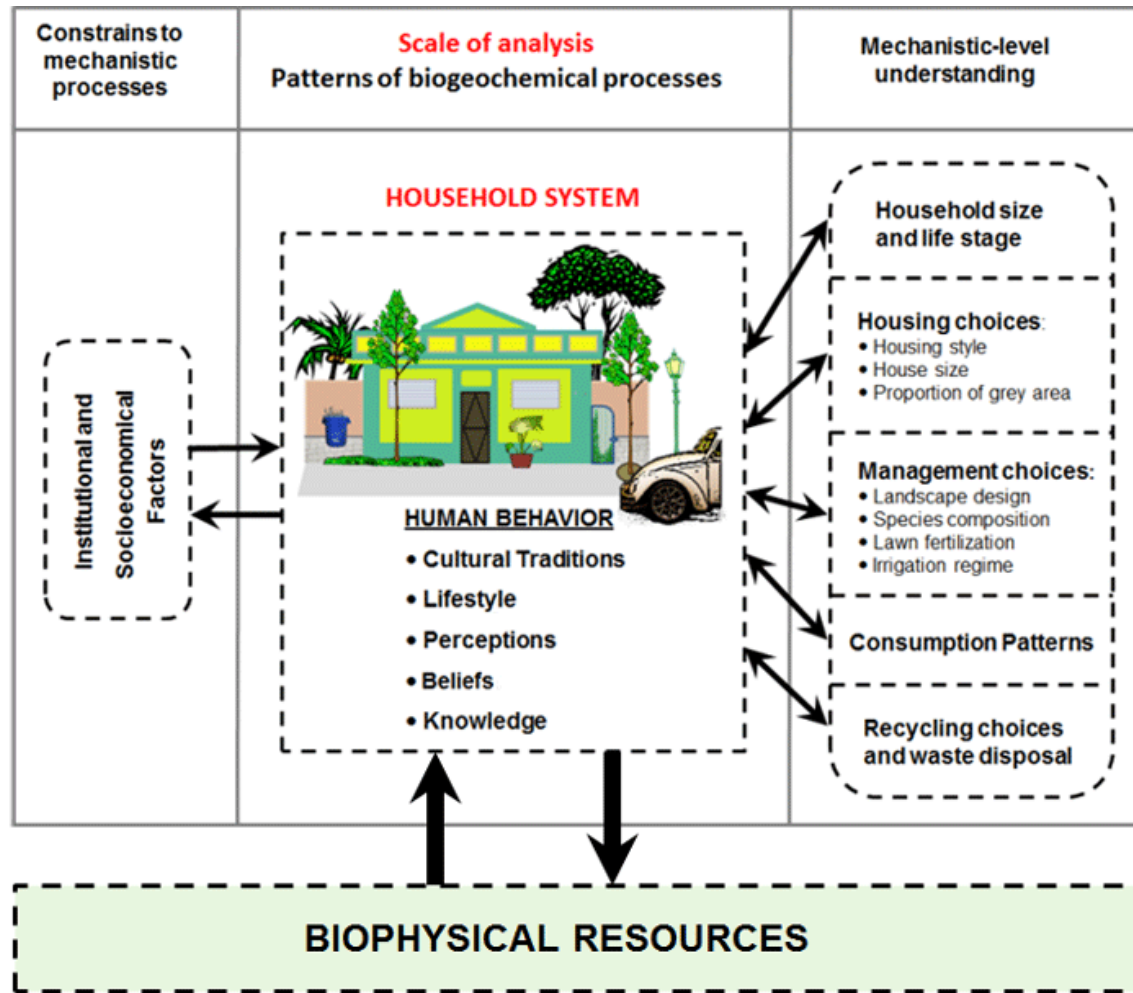 Constrains to
mechanistic
processes
Scale of analysis
Patterns of biogeochemical processes
Mechanistic-level
understanding
Institutional and
Socioeconomical
Factors
HOUSEHOLD SYSTEM
HUMAN BEHAVIOR
• Cultural Traditions
• Lifestyle
• Perceptions
• Beliefs
• Knowledge
Household size
and life stage
Housing choices:
• Housing style
• House size
• Proportion of grey area
Management choices:
• Landscape design
• Species composition
• Lawn fertilization
• Irrigation regime
Consumption Patterns
Recycling choices
and waste disposal
BIOPHYSICAL RESOURCES